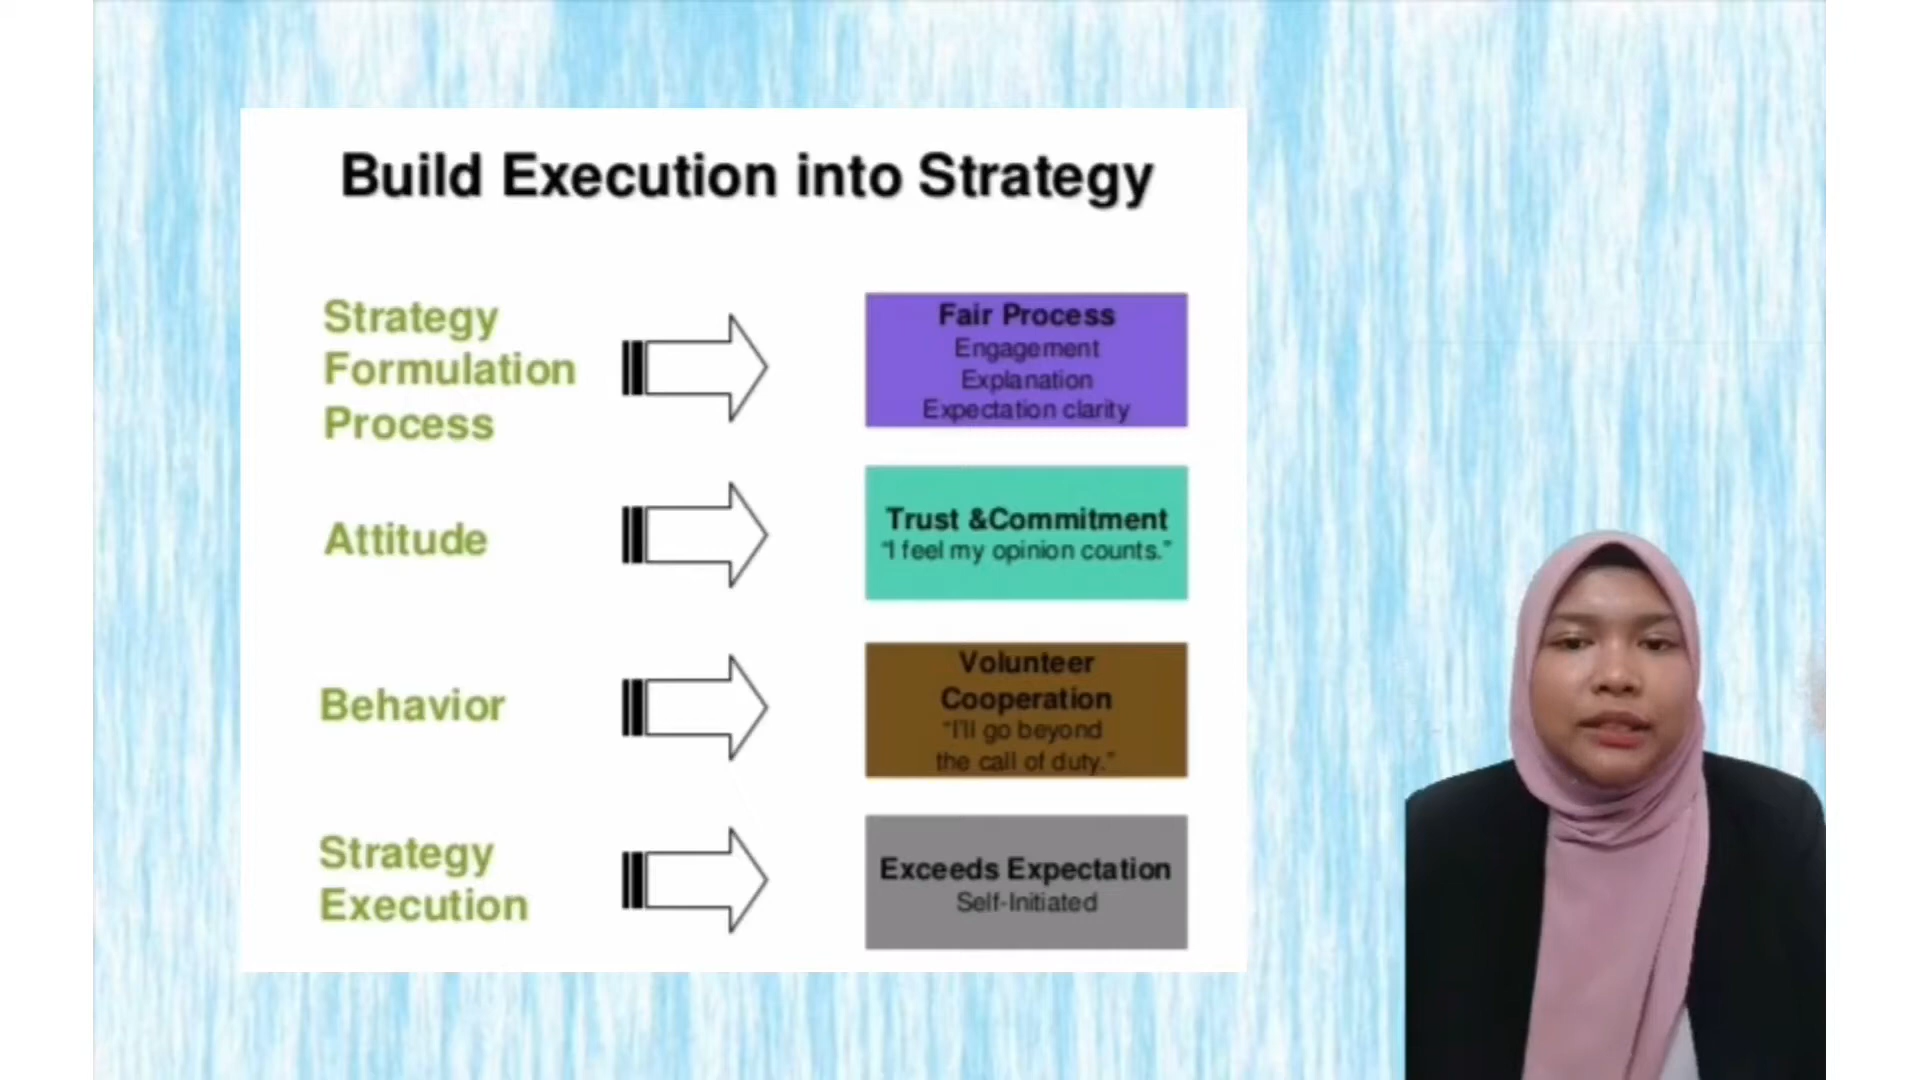 Build Execution into Strategy
Strategy
Formulation
Process
Fair Process
Engagement
Explanation
Expectation clarity
Attitude
Trust &Commitment
"I feel my opinion counts."
Behavior
Volunteer
Cooperation
"I'll go beyond
the call of duty."
Strategy
Execution
Exceeds Expectation
Self-Initiated